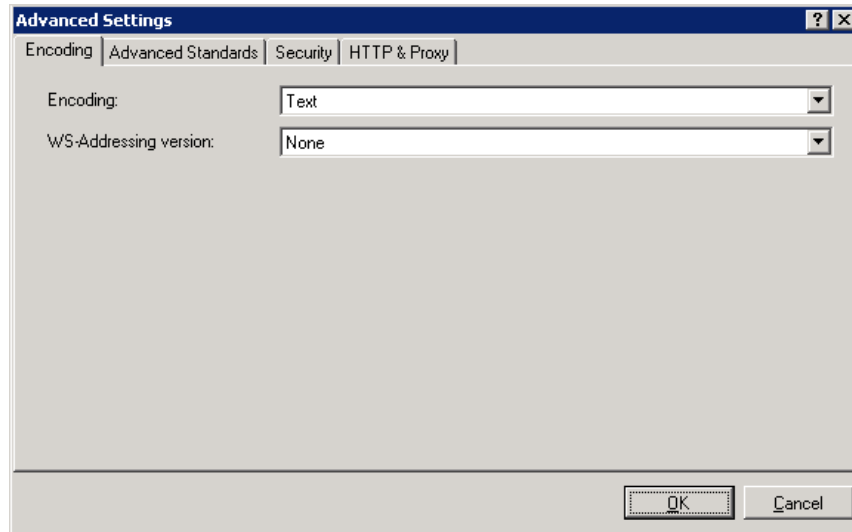 Advanced Settings
Encoding Advanced Standards Security HTTP & Proxy
Encoding: Text
WS-Addressing version: None
OK Cancel